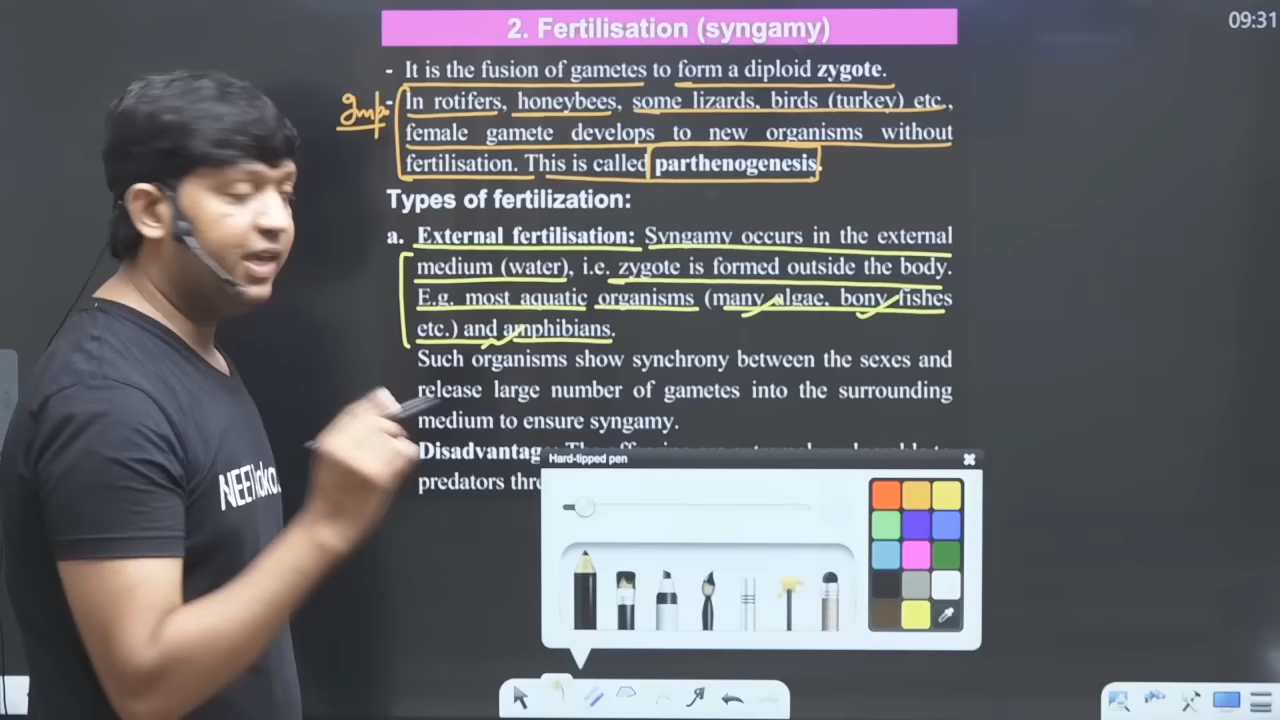 2. Fertilisation (syngamy)
09:31
- It is the fusion of gametes to form a diploid zygote.
Imp.
- In rotifers, honeybees, some lizards, birds (turkey) etc.,
female gamete develops to new organisms without
fertilisation. This is called parthenogenesis.
Types of fertilization:
a. External fertilisation: Syngamy occurs in the external
medium (water), i.e. zygote is formed outside the body.
E.g. most aquatic organisms (many algae, bony fishes
etc.) and amphibians.
Such organisms show synchrony between the sexes and
release large number of gametes into the surrounding
medium to ensure syngamy.
Disadvantag
predators thr
Hard-tipped pen
NEET